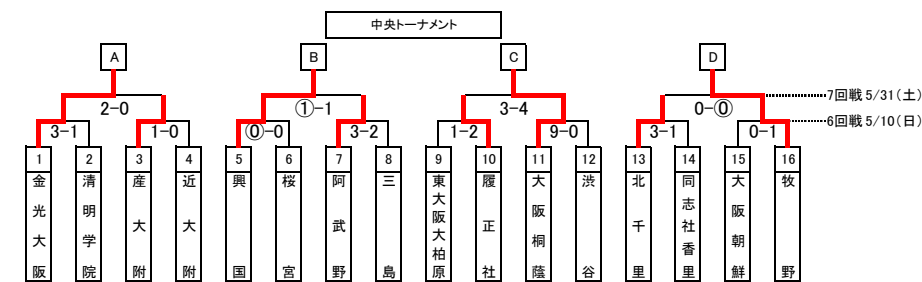 中央トーナメント
A B C D
2-0 ①-1 3-4 0-⓪ 7回戦 5/31(土)
3-1 1-0 ⓪-0 3-2 1-2 9-0 3-1 0-1 6回戦 5/10(日)
1 2 3 4 5 6 7 8 9 10 11 12 13 14 15 16
金光大阪
清明学院
産大附
近大附
興国
桜宮
阿武野
三島
東大阪大柏原
履正社
大阪桐蔭
渋谷
北千里
同志社香里
大阪朝鮮
牧野